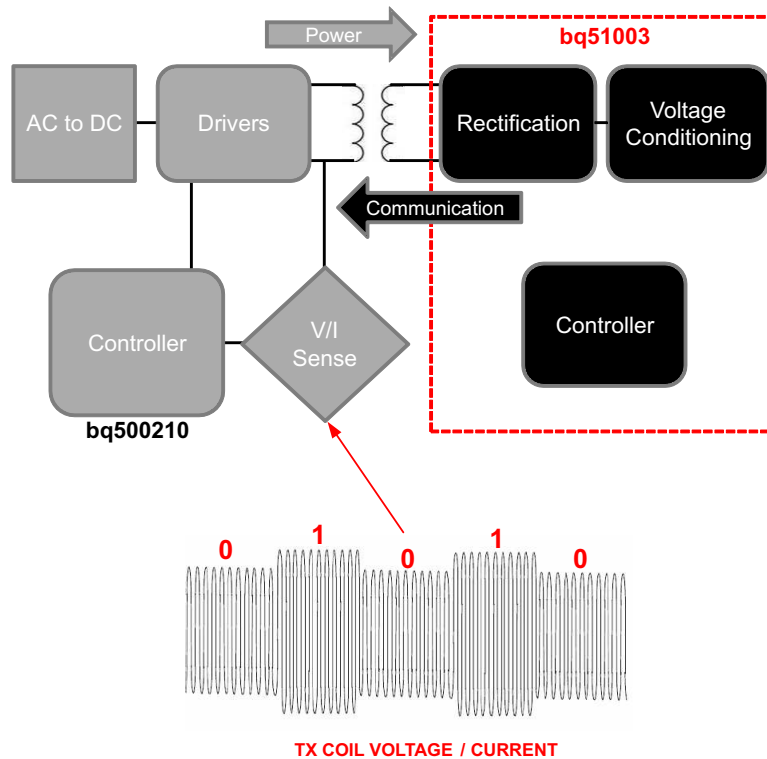 Power
bq51003
AC to DC
Drivers
Rectification
Voltage
Conditioning
Communication
Controller
V/I
Sense
Controller
bq500210
0
1
0
1
0
TX COIL VOLTAGE / CURRENT